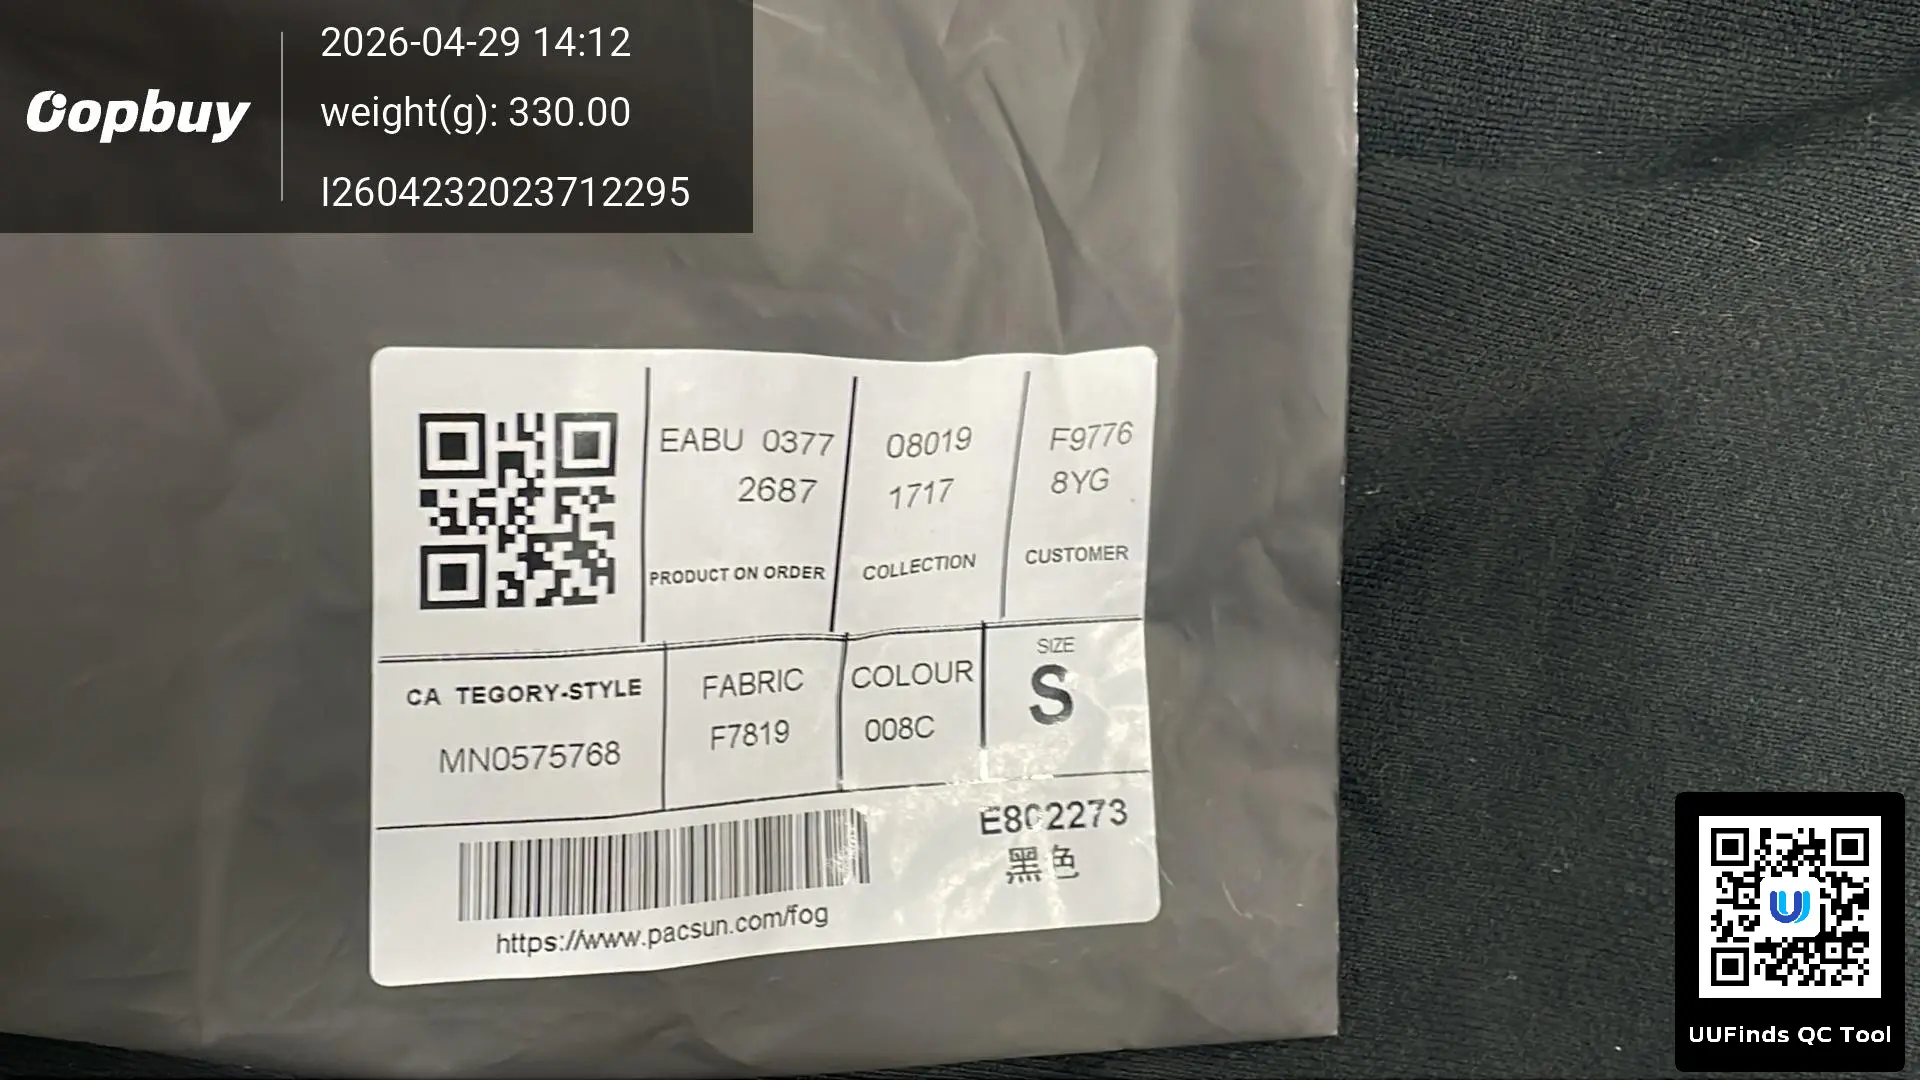 Oopbuy
2026-04-29 14:12
weight(g): 330.00
I2604232023712295
EABU 0377
2687
PRODUCT ON ORDER
08019
1717
COLLECTION
F9776
8YG
CUSTOMER
CA TEGORY-STYLE
MN0575768
FABRIC
F7819
COLOUR
008C
SIZE
S
E802273
黑色
https://www.pacsun.com/fog
UUFinds QC Tool